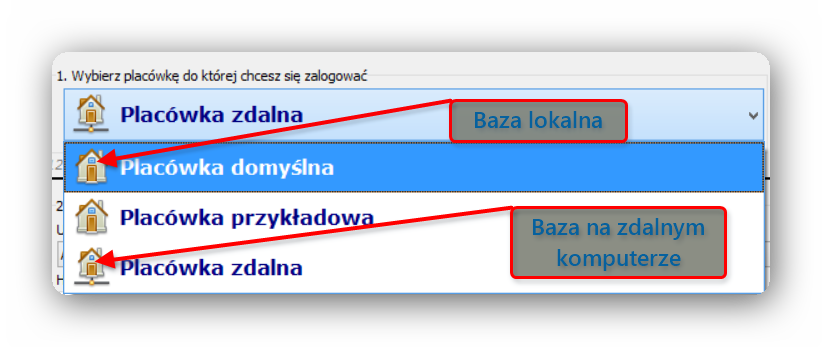 1. Wybierz placówkę do której chcesz się zalogować
Placówka zdalna
Baza lokalna
Placówka domyślna
Placówka przykładowa
Baza na zdalnym
komputerze
Placówka zdalna